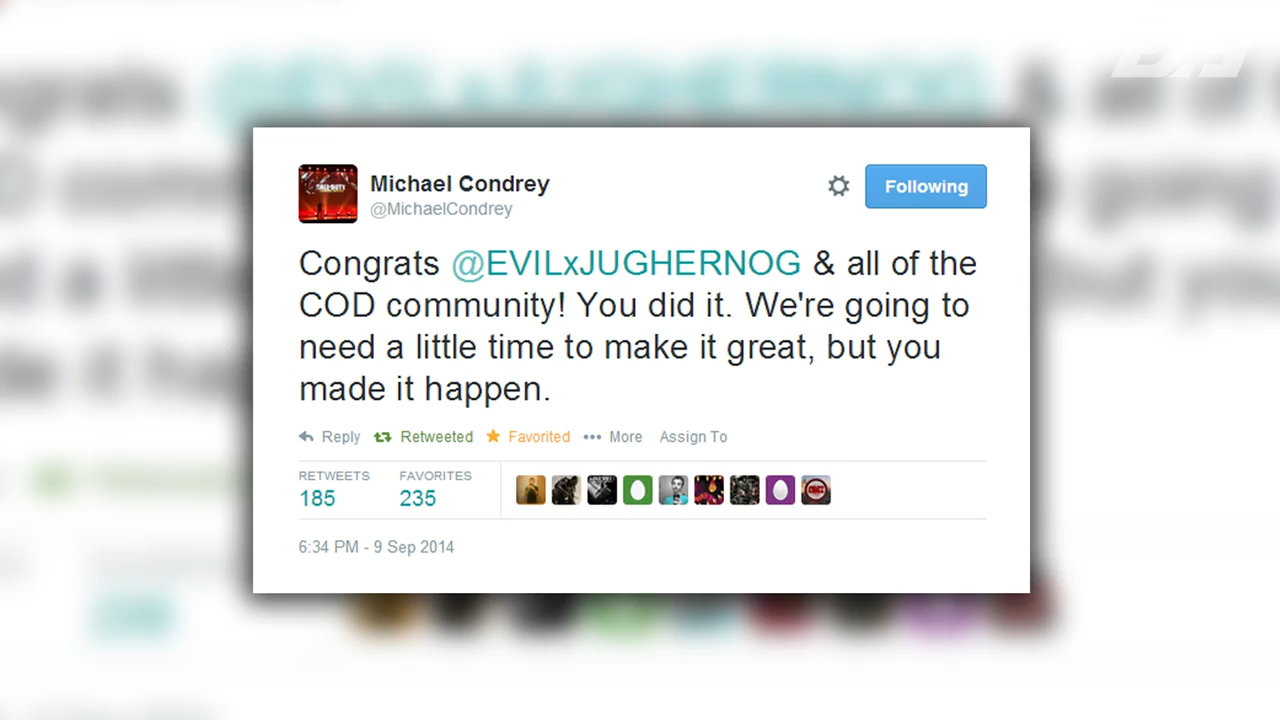 Michael Condrey
@MichaelCondrey
Following
Congrats @EVILxJUGHERNOG & all of the
COD community! You did it. We're going to
need a little time to make it great, but you
made it happen.
Reply Retweeted Favorited More Assign To
RETWEETS FAVORITES
185 235
6:34 PM - 9 Sep 2014